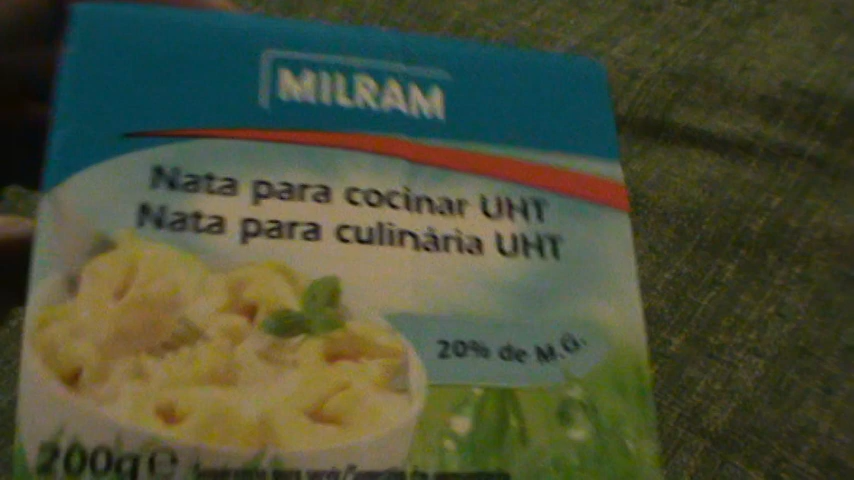 MILRAM
Nata para cocinar UHT
Nata para culinária UHT
20% de M.G.
200g e